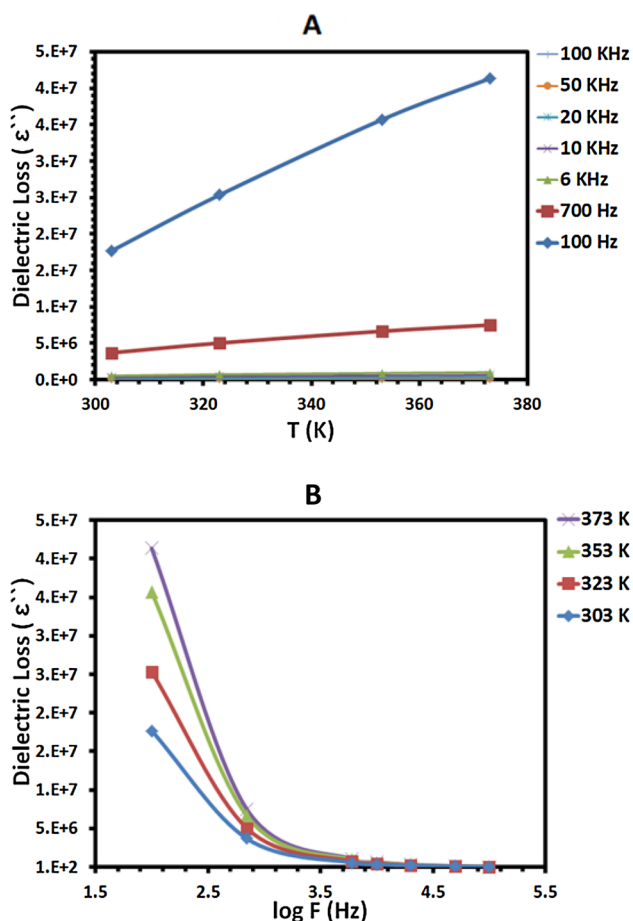 A
5.E+7
4.E+7
4.E+7
3.E+7
3.E+7
2.E+7
2.E+7
1.E+7
5.E+6
0.E+0
Dielectric Loss ( ε``)
300 320 340 360 380
T (K)
100 KHz
50 KHz
20 KHz
10 KHz
6 KHz
700 Hz
100 Hz
B
5.E+7
4.E+7
4.E+7
3.E+7
3.E+7
2.E+7
2.E+7
1.E+7
5.E+6
1.E+2
Dielectric Loss ( ε``)
1.5 2.5 3.5 4.5 5.5
log F (Hz)
373 K
353 K
323 K
303 K